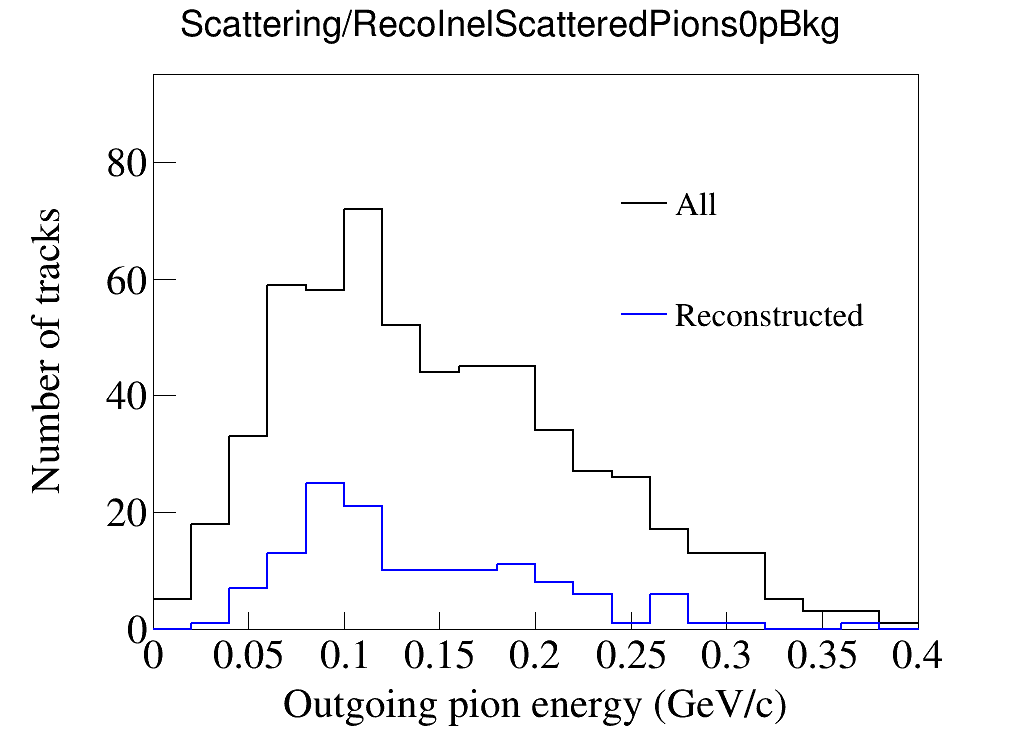 Scattering/RecoInelScatteredPions0pBkg
Number of tracks
80
60
40
20
0
All
Reconstructed
0 0.05 0.1 0.15 0.2 0.25 0.3 0.35 0.4
Outgoing pion energy (GeV/c)